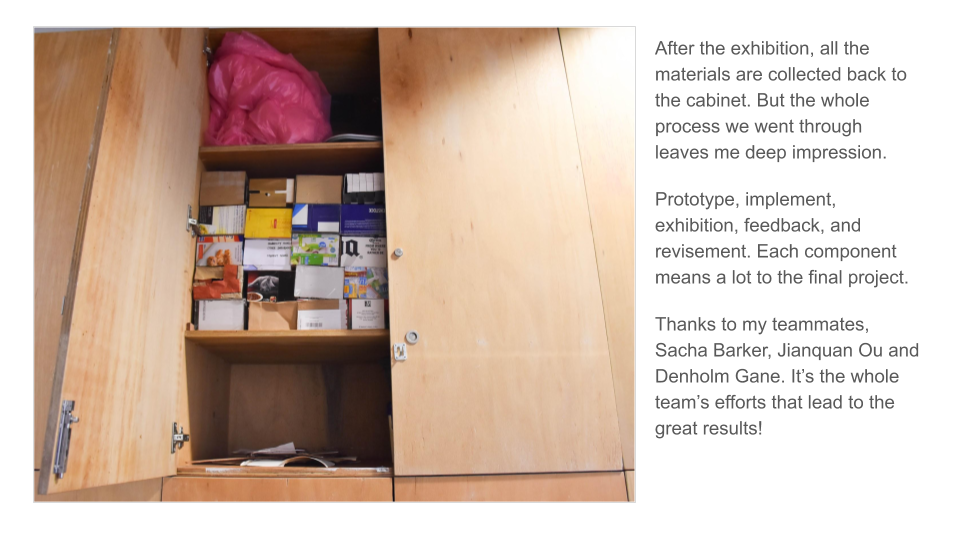 After the exhibition, all the
materials are collected back to
the cabinet. But the whole
process we went through
leaves me deep impression.
Prototype, implement,
exhibition, feedback, and
revisement. Each component
means a lot to the final project.
Thanks to my teammates,
Sacha Barker, Jianquan Ou and
Denholm Gane. It’s the whole
team’s efforts that lead to the
great results!